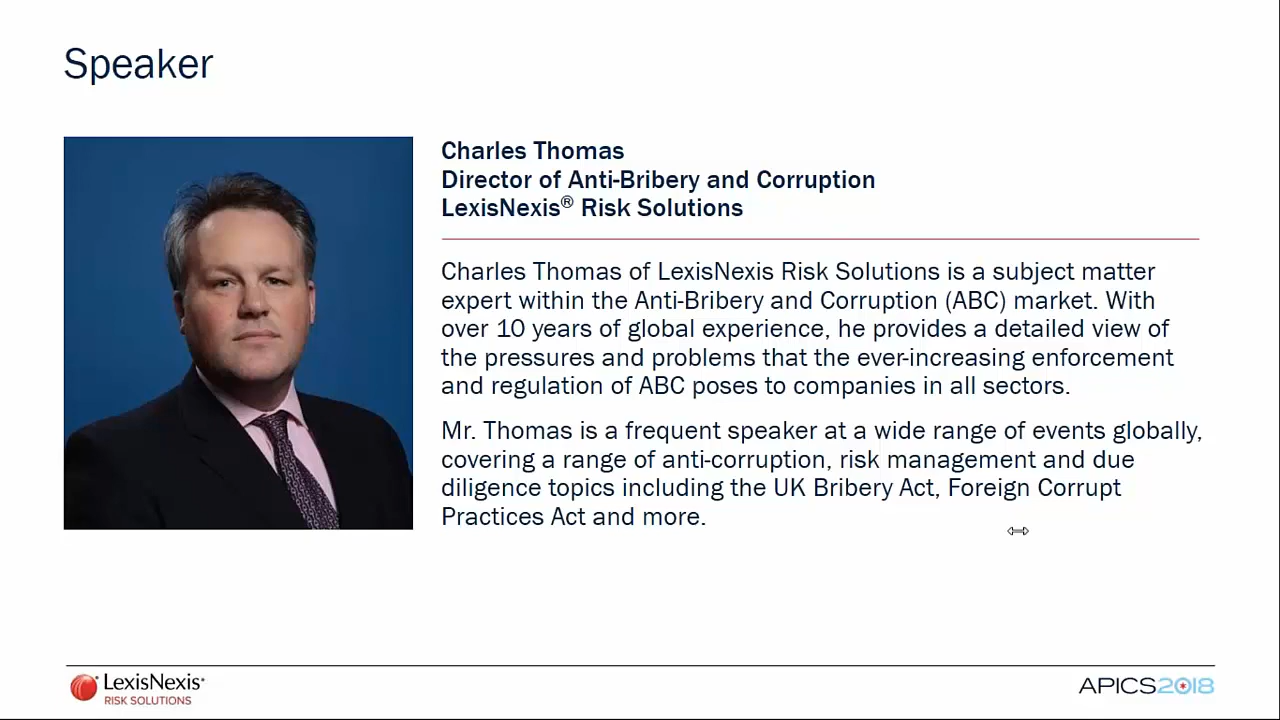 Speaker
Charles Thomas
Director of Anti-Bribery and Corruption
LexisNexis® Risk Solutions
Charles Thomas of LexisNexis Risk Solutions is a subject matter
expert within the Anti-Bribery and Corruption (ABC) market. With
over 10 years of global experience, he provides a detailed view of
the pressures and problems that the ever-increasing enforcement
and regulation of ABC poses to companies in all sectors.
Mr. Thomas is a frequent speaker at a wide range of events globally,
covering a range of anti-corruption, risk management and due
diligence topics including the UK Bribery Act, Foreign Corrupt
Practices Act and more.
LexisNexis®
RISK SOLUTIONS
APICS2018